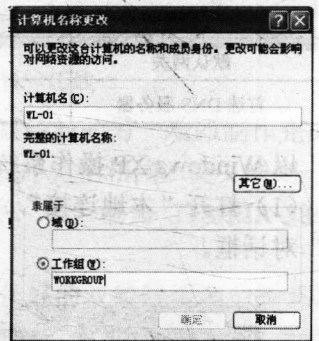 计算机名称更改
可以更改这台计算机的名称和成员身份。更改可能会影响
对网络资源的访问。
计算机名(C):
WL-01
完整的计算机名称:
WL-01.
其它(M)...
隶属于
域(D):
工作组(W):
WORKGROUP
确定
取消